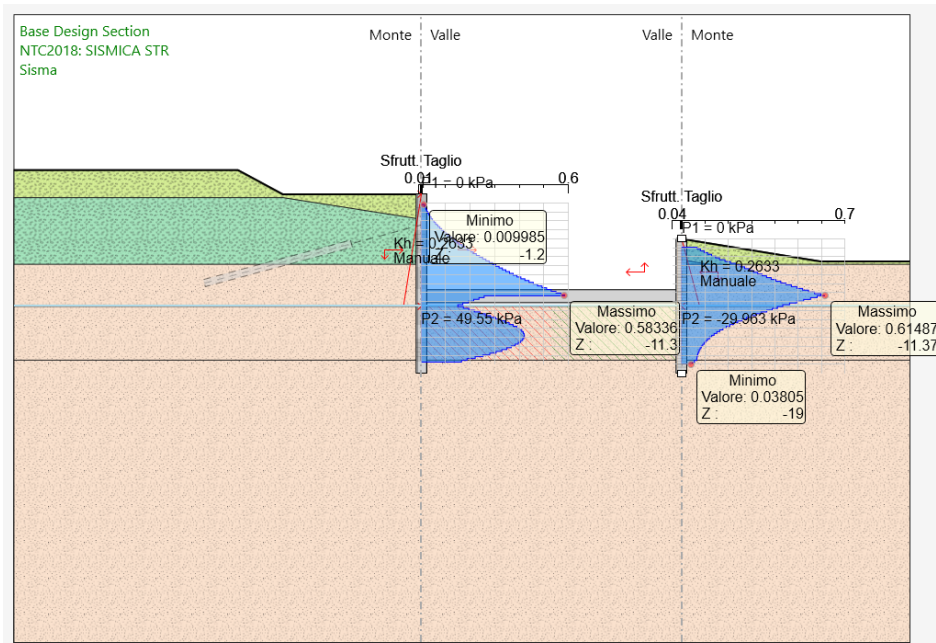 Base Design Section
NTC2018: SISMICA STR
Sisma
Monte
Valle
Valle
Monte
Sfrutt. Taglio
0.01
0.6
P1 = 0 kPa
Minimo
Valore: 0.009985
-1.2
Kh = 0.2633
Manuale
P2 = 49.55 kPa
Massimo
Valore: 0.58336
Z : -11.3
Sfrutt. Taglio
0.04
0.7
P1 = 0 kPa
Kh = 0.2633
Manuale
P2 = -29.963 kPa
Massimo
Valore: 0.61487
Z : -11.37
Minimo
Valore: 0.03805
Z : -19